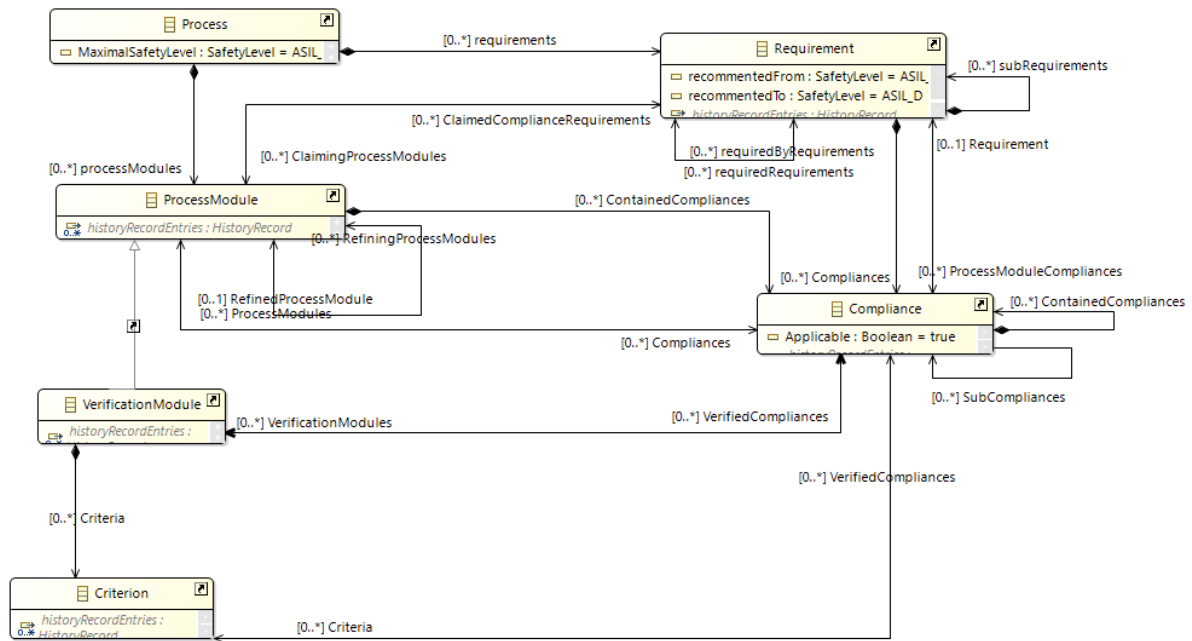 Process
MaximalSafetyLevel : SafetyLevel = ASIL_
[0..*] requirements
Requirement
recommentedFrom : SafetyLevel = ASIL_
recommentedTo : SafetyLevel = ASIL_D
historyRecordEntries : HistoryRecord
[0..*] subRequirements
[0..*] ClaimedComplianceRequirements
[0..*] ClaimingProcessModules
[0..*] requiredByRequirements
[0..*] requiredRequirements
[0..1] Requirement
[0..*] processModules
ProcessModule
historyRecordEntries : HistoryRecord
0..*
[0..*] ContainedCompliances
[0..*] RefiningProcessModules
[0..*] Compliances
[0..*] ProcessModuleCompliances
[0..1] RefinedProcessModule
[0..*] ProcessModules
Compliance
Applicable : Boolean = true
historyRecordEntries :
[0..*] ContainedCompliances
[0..*] Compliances
[0..*] SubCompliances
VerificationModule
historyRecordEntries :
[0..*] VerificationModules
[0..*] VerifiedCompliances
[0..*] VerifiedCompliances
[0..*] Criteria
Criterion
historyRecordEntries :
0..*
HistoryRecord
[0..*] Criteria